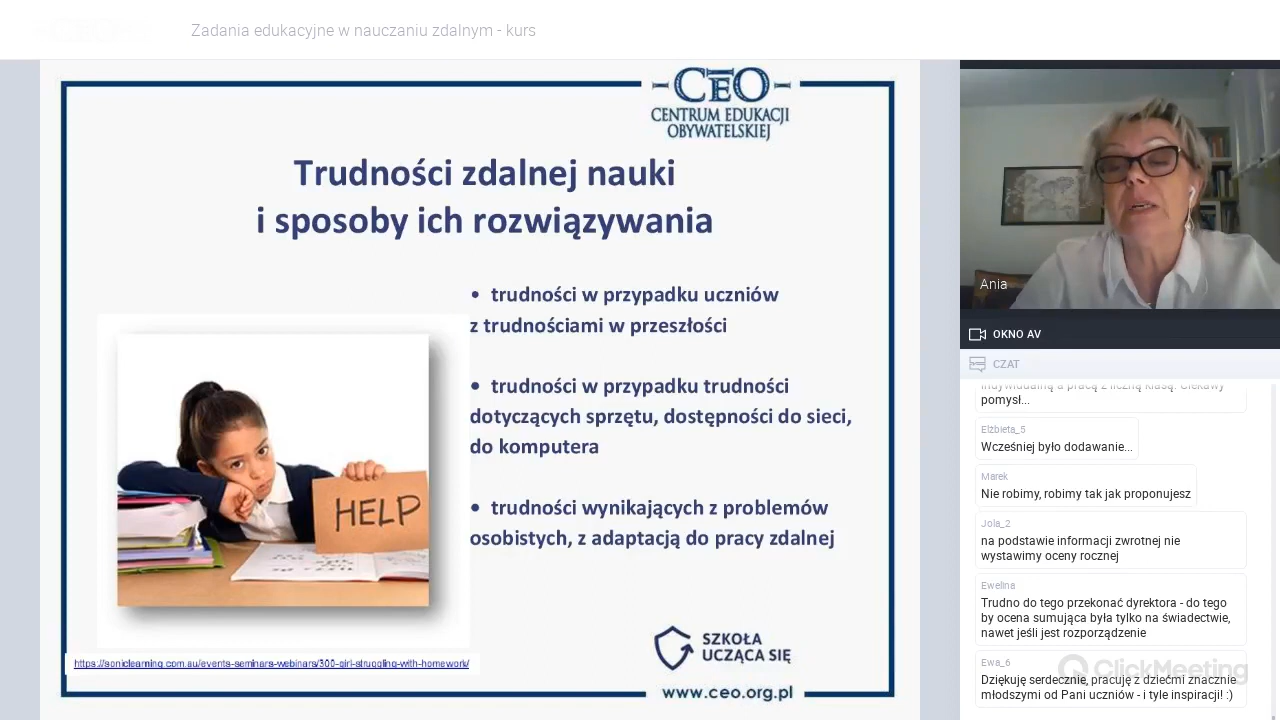 Zadania edukacyjne w nauczaniu zdalnym - kurs
CEO
CENTRUM EDUKACJI
OBYWATELSKIEJ
Trudności zdalnej nauki
i sposoby ich rozwiązywania
• trudności w przypadku uczniów
z trudnościami w przeszłości
• trudności w przypadku trudności
dotyczących sprzętu, dostępności do sieci,
do komputera
• trudności wynikających z problemów
osobistych, z adaptacją do pracy zdalnej
HELP
https://soniclearning.com.au/events-seminars-webinars/300-girl-struggling-with-homework/
SZKOŁA
UCZĄCA SIĘ
www.ceo.org.pl
Ania
OKNO AV
CZAT
indywidualną a pracą z liczną klasą. Ciekawy
pomysł...
Elżbieta_5
Wcześniej było dodawanie...
Marek
Nie robimy, robimy tak jak proponujesz
Jola_2
na podstawie informacji zwrotnej nie
wystawimy oceny rocznej
Ewelina
Trudno do tego przekonać dyrektora - do tego
by ocena sumująca była tylko na świadectwie,
nawet jeśli jest rozporządzenie
Ewa_6
ClickMeeting
Dziękuję serdecznie, pracuję z dziećmi znacznie
młodszymi od Pani uczniów - i tyle inspiracji! :)